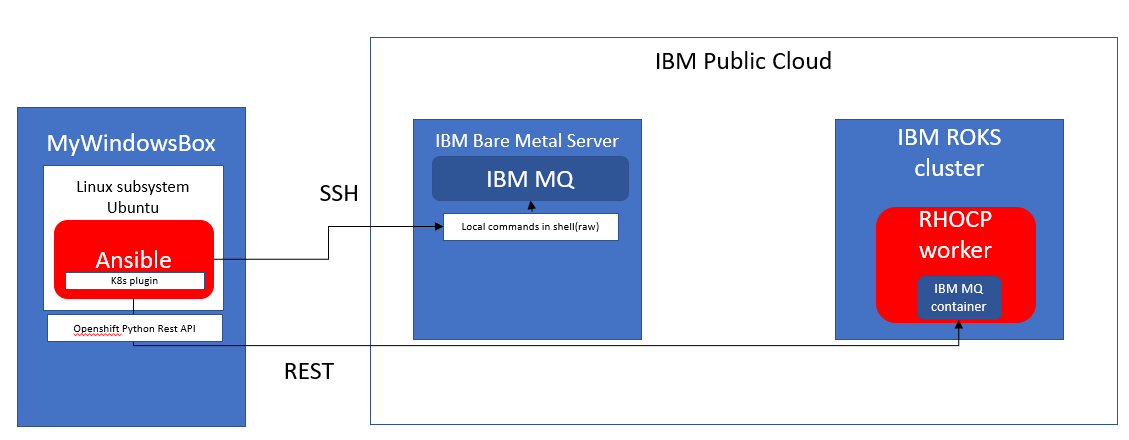 IBM Public Cloud
MyWindowsBox
Linux subsystem
Ubuntu
Ansible
K8s plugin
Openshift Python Rest API
SSH
REST
IBM Bare Metal Server
IBM MQ
Local commands in shell(raw)
IBM ROKS
cluster
RHOCP
worker
IBM MQ
container